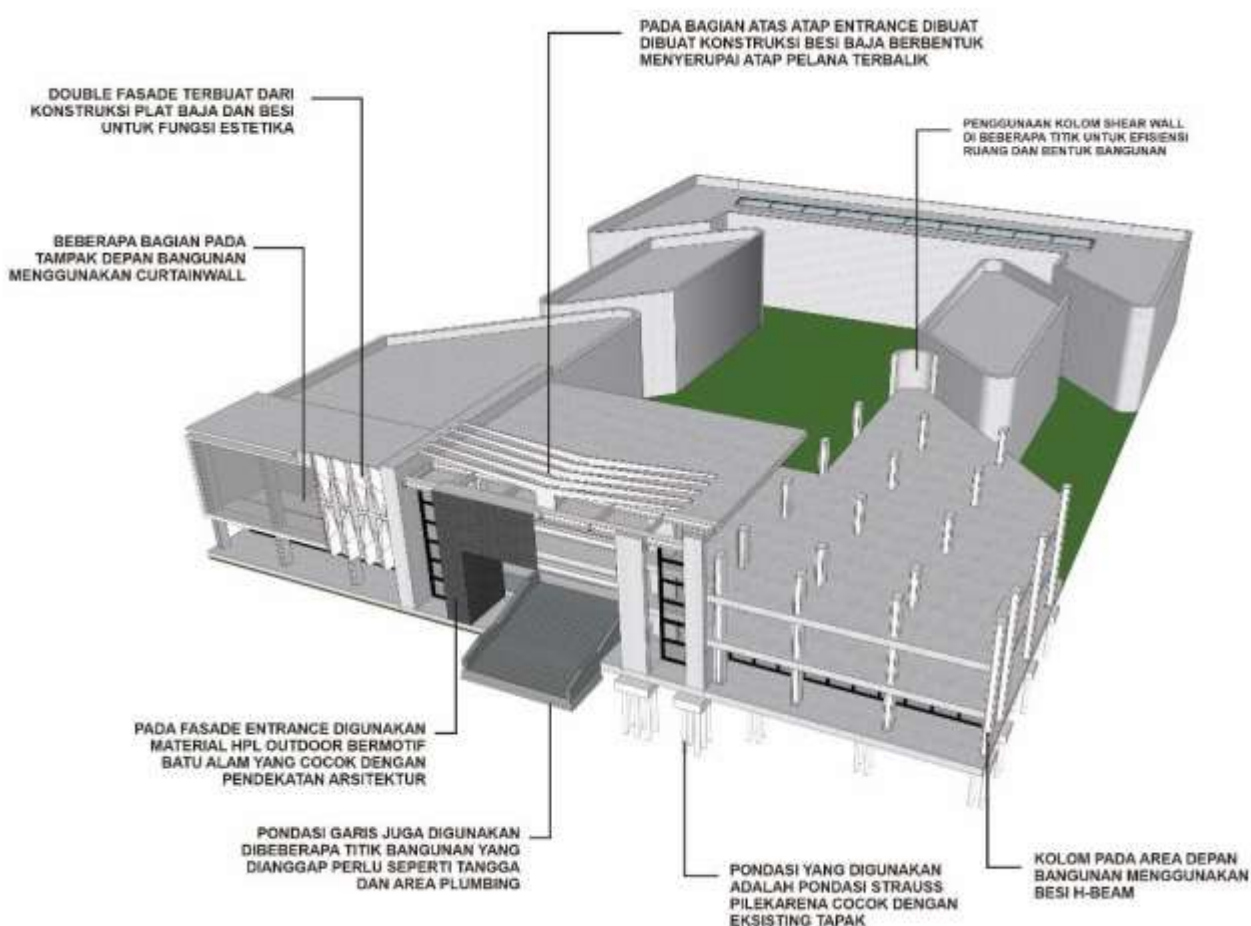 PADA BAGIAN ATAS ATAP ENTRANCE DIBUAT
DIBUAT KONSTRUKSI BESI BAJA BERBENTUK
MENYERUPAI ATAP PELANA TERBALIK
DOUBLE FASADE TERBUAT DARI
KONSTRUKSI PLAT BAJA DAN BESI
UNTUK FUNGSI ESTETIKA
PENGGUNAAN KOLOM SHEAR WALL
DI BEBERAPA TITIK UNTUK EFISIENSI
RUANG DAN BENTUK BANGUNAN
BEBERAPA BAGIAN PADA
TAMPAK DEPAN BANGUNAN
MENGGUNAKAN CURTAINWALL
PADA FASADE ENTRANCE DIGUNAKAN
MATERIAL HPL OUTDOOR BERMOTIF
BATU ALAM YANG COCOK DENGAN
PENDEKATAN ARSITEKTUR
PONDASI GARIS JUGA DIGUNAKAN
DIBEBERAPA TITIK BANGUNAN YANG
DIANGGAP PERLU SEPERTI TANGGA
DAN AREA PLUMBING
PONDASI YANG DIGUNAKAN
ADALAH PONDASI STRAUSS
PILEKARENA COCOK DENGAN
EKSISTING TAPAK
KOLOM PADA AREA DEPAN
BANGUNAN MENGGUNAKAN
BESI H-BEAM